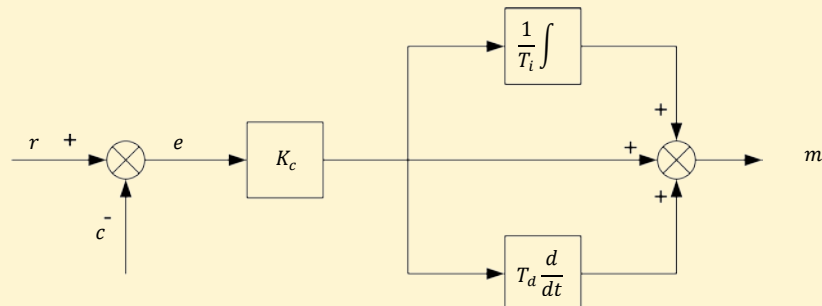 1/T_i ∫
+
r + e K_c + m
c -
+
T_d d/dt